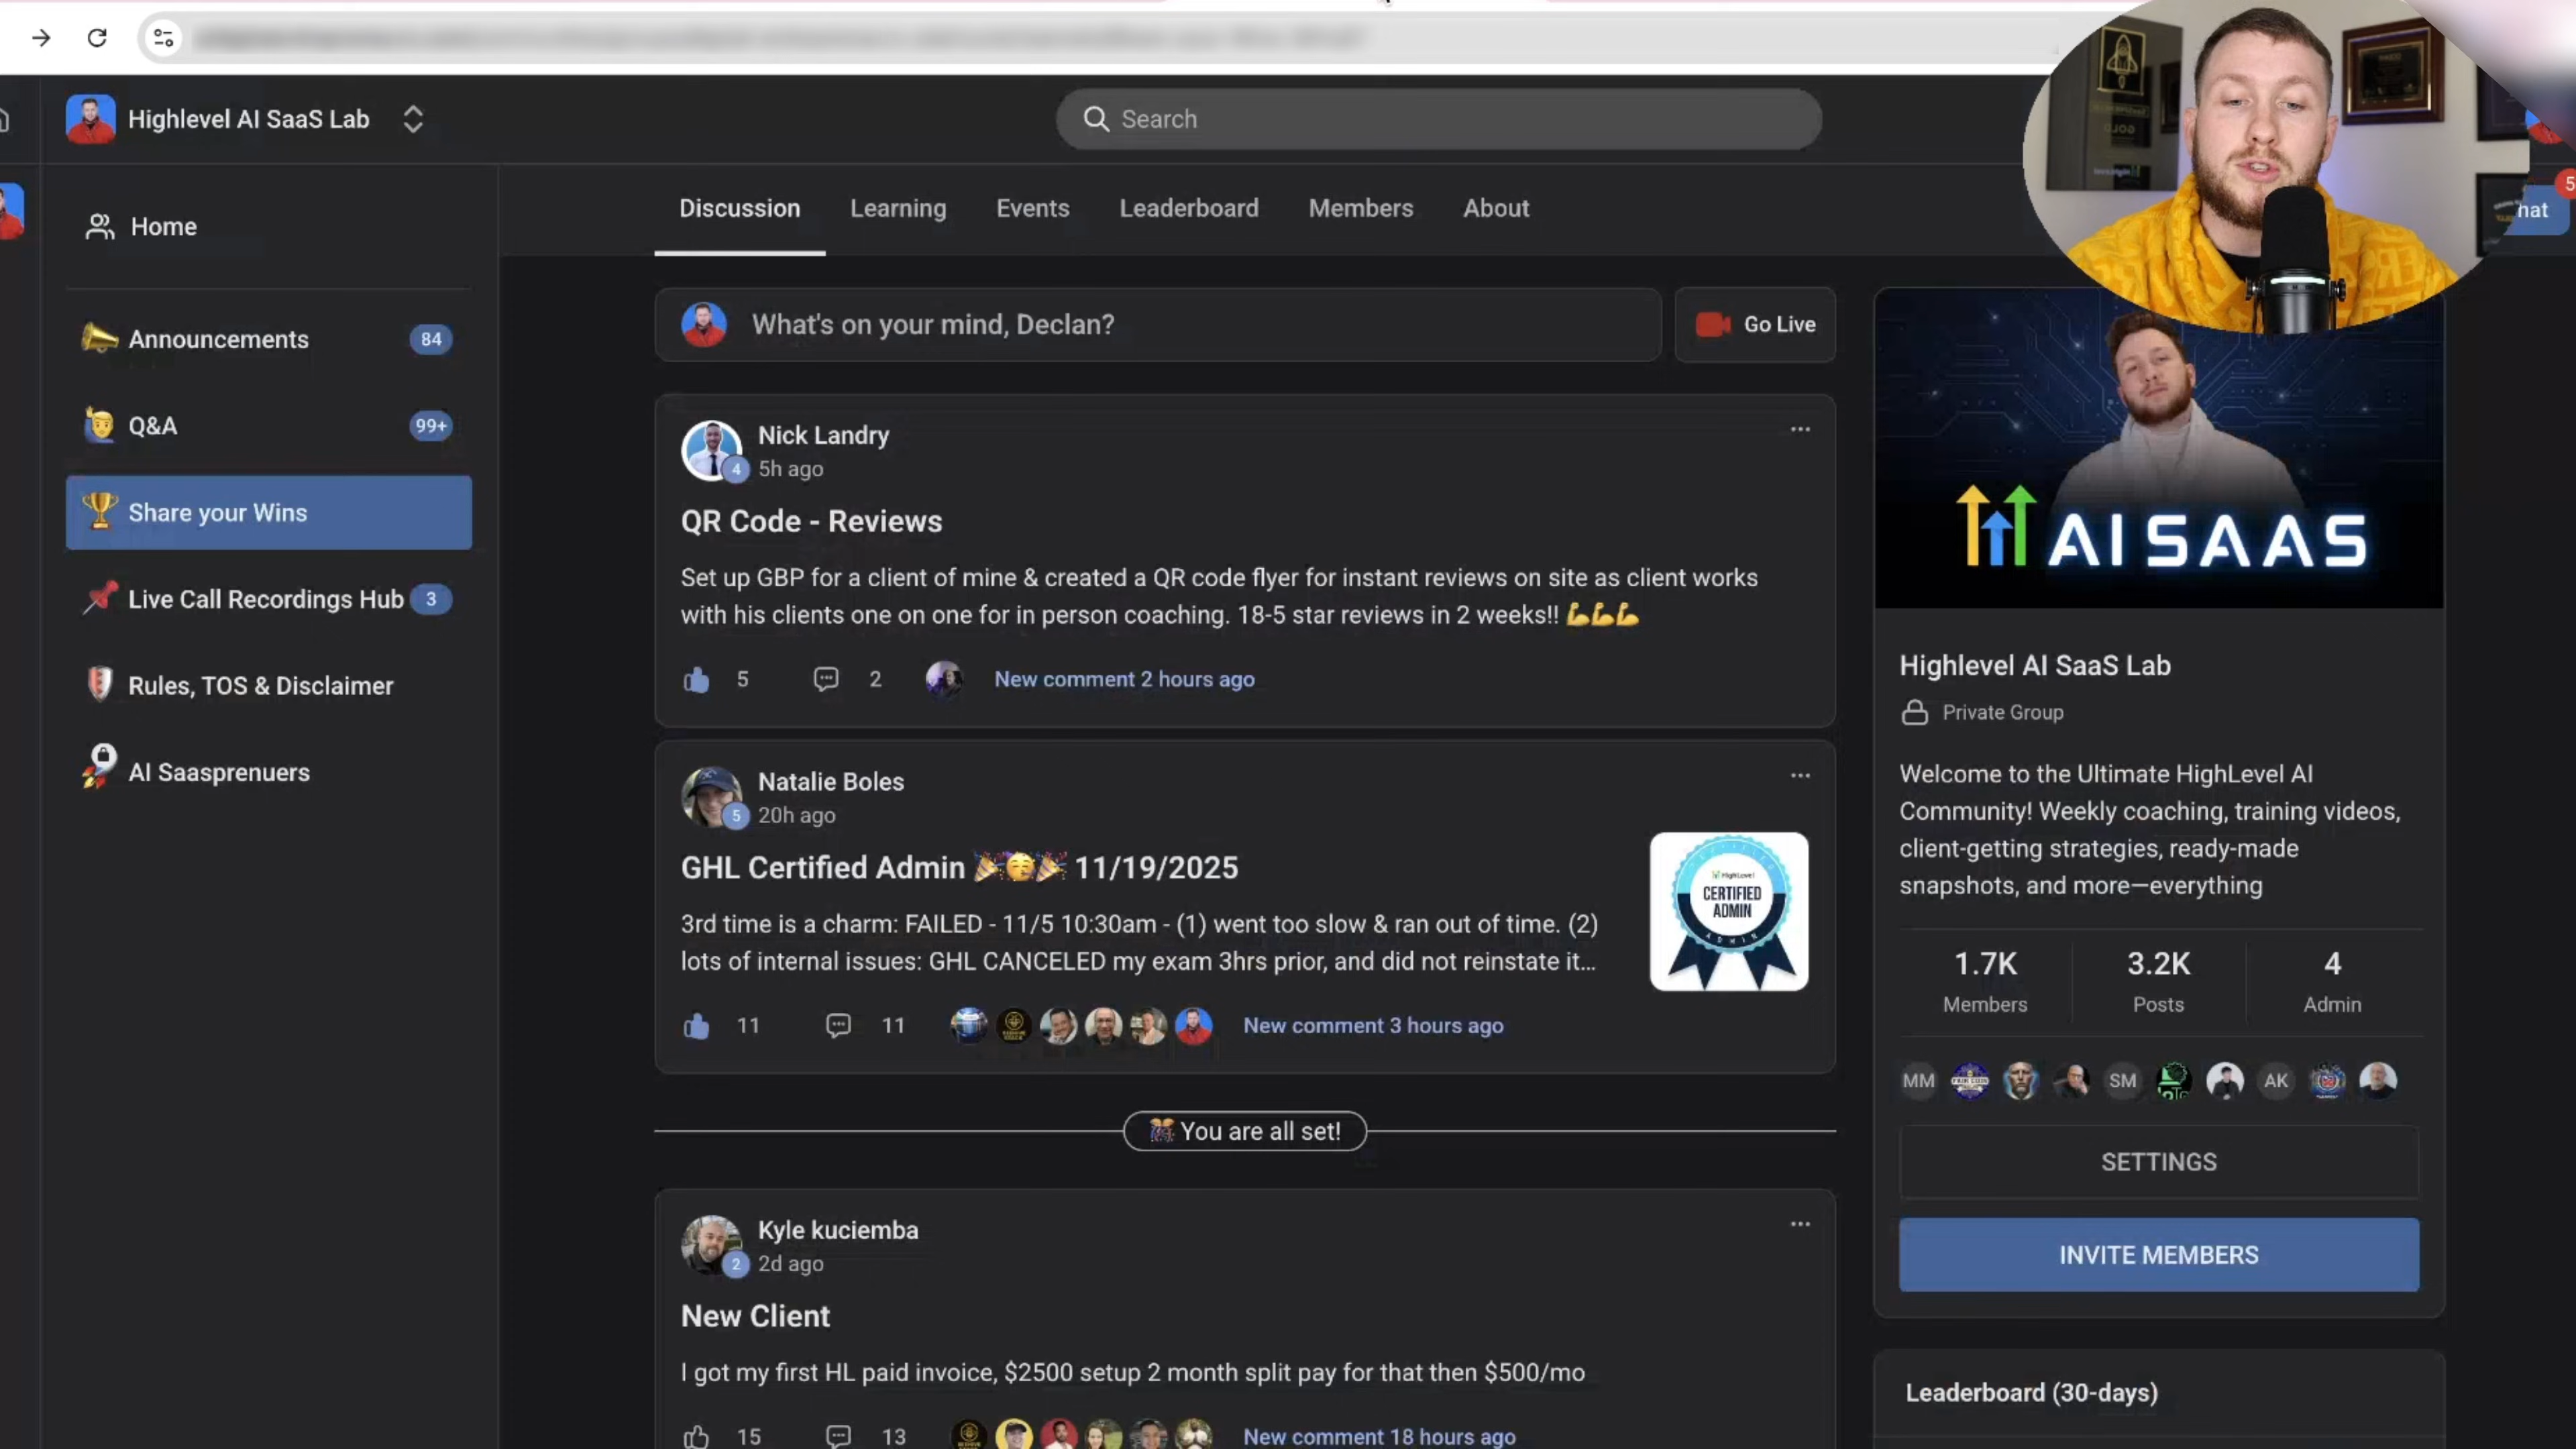 Highlevel AI SaaS Lab
Search
Home
Announcements
84
Q&A
99+
Share your Wins
Live Call Recordings Hub
3
Rules, TOS & Disclaimer
AI Saasprenuers
Discussion
Learning
Events
Leaderboard
Members
About
What's on your mind, Declan?
Go Live
Nick Landry
4
5h ago
QR Code - Reviews
Set up GBP for a client of mine & created a QR code flyer for instant reviews on site as client works
with his clients one on one for in person coaching. 18-5 star reviews in 2 weeks!! 💪💪💪
5
2
New comment 2 hours ago
Natalie Boles
5
20h ago
GHL Certified Admin 🎉🥳🎉 11/19/2025
3rd time is a charm: FAILED - 11/5 10:30am - (1) went too slow & ran out of time. (2)
lots of internal issues: GHL CANCELED my exam 3hrs prior, and did not reinstate it...
HighLevel
CERTIFIED
ADMIN
ADMIN
11
11
New comment 3 hours ago
🎊 You are all set!
Kyle kuciemba
2
2d ago
New Client
I got my first HL paid invoice, $2500 setup 2 month split pay for that then $500/mo
15
13
New comment 18 hours ago
5
hat
GOLD
AI SAAS
Highlevel AI SaaS Lab
Private Group
Welcome to the Ultimate HighLevel AI
Community! Weekly coaching, training videos,
client-getting strategies, ready-made
snapshots, and more—everything
1.7K
Members
3.2K
Posts
4
Admin
MM
SM
AK
SETTINGS
INVITE MEMBERS
Leaderboard (30-days)